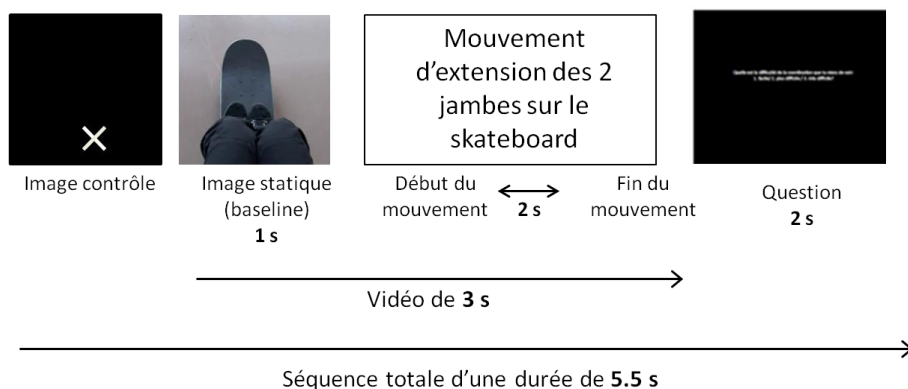 Mouvement
d'extension des 2
jambes sur le
skateboard
Image contrôle
Image statique
(baseline)
1 s
Début du
mouvement
2 s
Fin du
mouvement
Question
2 s
Vidéo de 3 s
Séquence totale d'une durée de 5.5 s